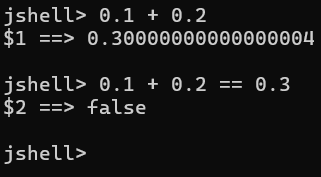 jshell> 0.1 + 0.2
$1 ==> 0.30000000000000004
jshell> 0.1 + 0.2 == 0.3
$2 ==> false
jshell>